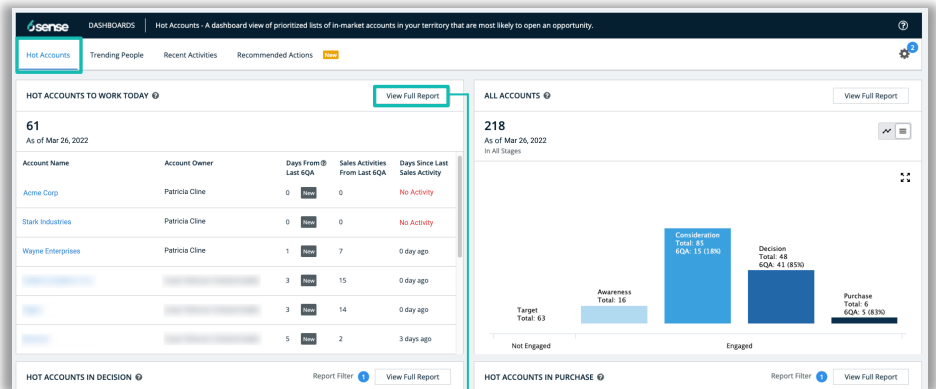 6sense DASHBOARDS Hot Accounts - A dashboard view of prioritized lists of in-market accounts in your territory that are most likely to open an opportunity.
Hot Accounts Trending People Recent Activities Recommended Actions New 2
HOT ACCOUNTS TO WORK TODAY View Full Report
61
As of Mar 26, 2022
Account Name Account Owner Days From Last 6QA Sales Activities From Last 6QA Days Since Last Sales Activity
Acme Corp Patricia Cline 0 New 0 No Activity
Stark Industries Patricia Cline 0 New 0 No Activity
Wayne Enterprises Patricia Cline 1 New 7 0 day ago
3 New 15 0 day ago
3 New 14 0 day ago
5 New 2 3 days ago
ALL ACCOUNTS View Full Report
218
As of Mar 26, 2022
In All Stages
Target
Total: 63
Awareness
Total: 16
Consideration
Total: 85
6QA: 15 (18%)
Decision
Total: 48
6QA: 41 (85%)
Purchase
Total: 6
6QA: 5 (83%)
Not Engaged Engaged
HOT ACCOUNTS IN DECISION Report Filter 1 View Full Report
HOT ACCOUNTS IN PURCHASE Report Filter 1 View Full Report